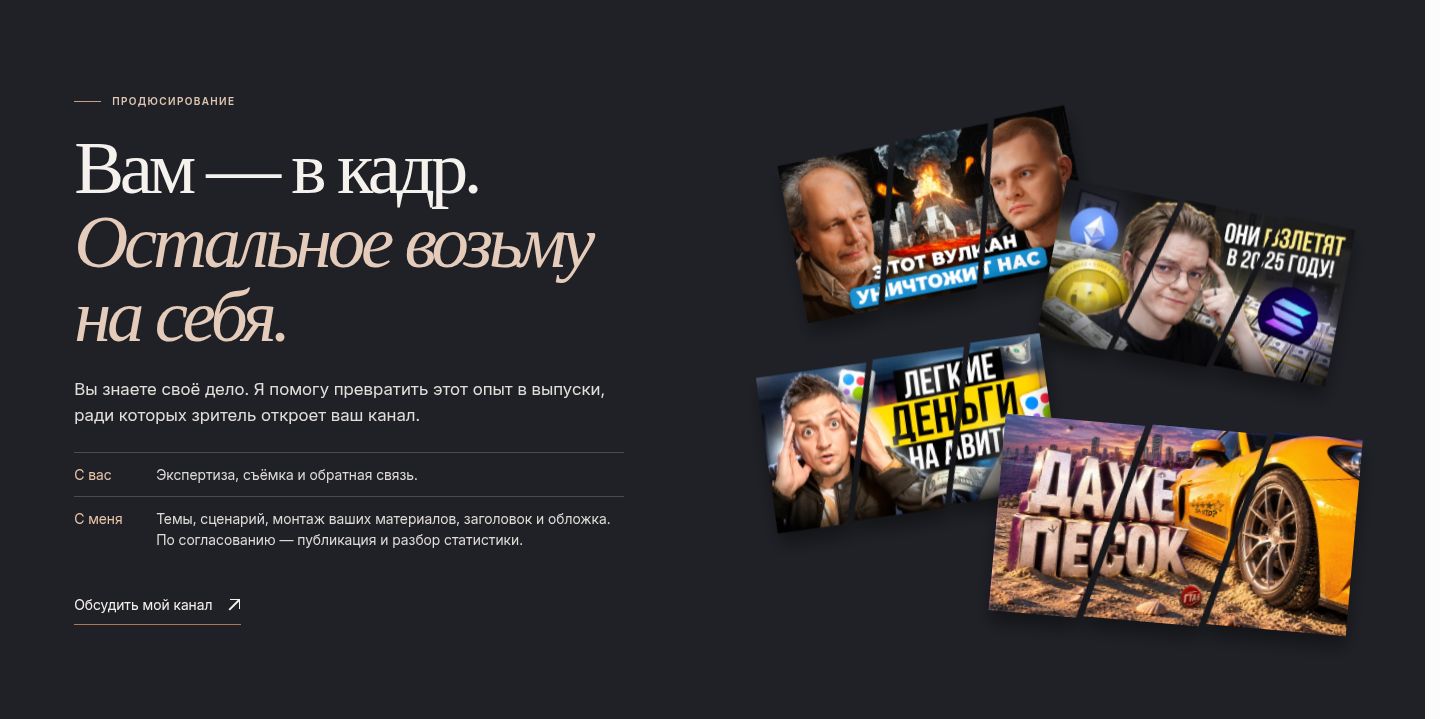 ПРОДЮСИРОВАНИЕ
Вам — в кадр.
Остальное возьму
на себя.
Вы знаете своё дело. Я помогу превратить этот опыт в выпуски,
ради которых зритель откроет ваш канал.
С вас
Экспертиза, съёмка и обратная связь.
С меня
Темы, сценарий, монтаж ваших материалов, заголовок и обложка.
По согласованию — публикация и разбор статистики.
Обсудить мой канал
ЭТОТ ВУЛКАН
УНИЧТОЖИТ НАС
ОНИ ВЗЛЕТЯТ
В 2025 ГОДУ!
ЛЕГКИЕ
ДЕНЬГИ
НА АВИТО
ДАЖЕ
ПЕСОК